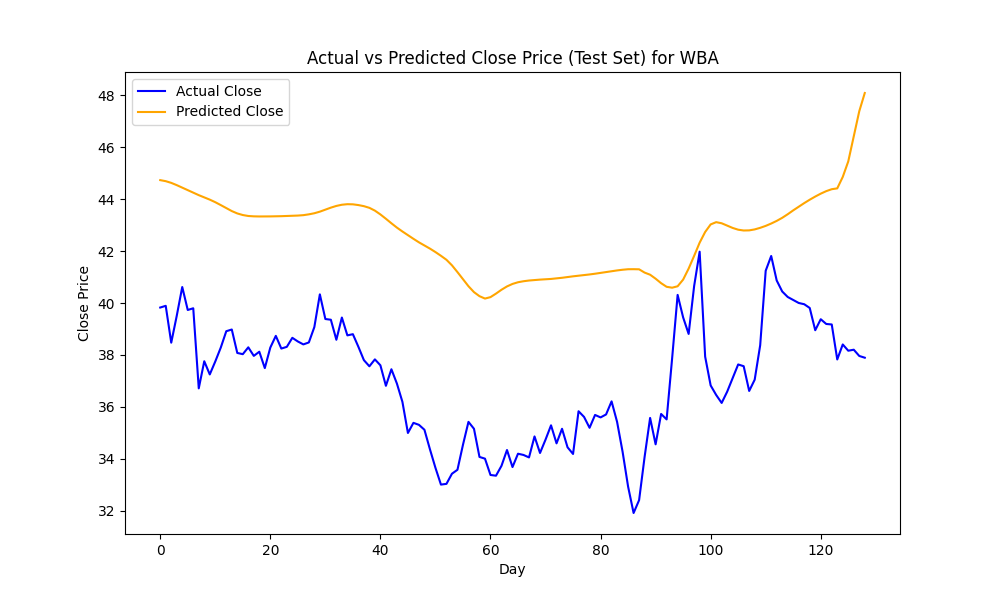 Actual vs Predicted Close Price (Test Set) for WBA
Actual Close
Predicted Close
48
46
44
42
40
38
36
34
32
Close Price
0 20 40 60 80 100 120
Day